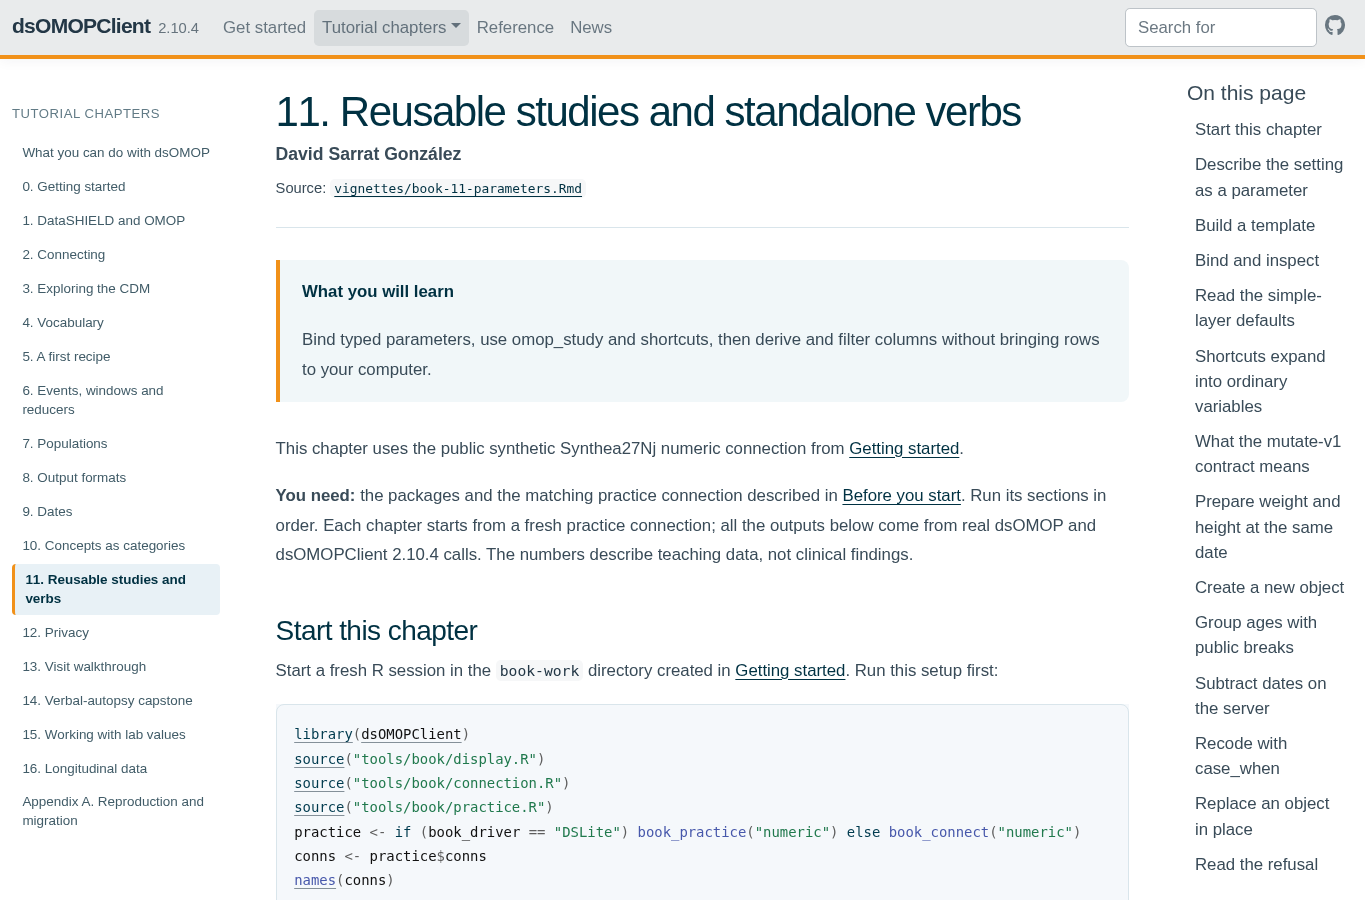 dsOMOPClient 2.10.4 Get started Tutorial chapters Reference News Search for
TUTORIAL CHAPTERS
What you can do with dsOMOP
0. Getting started
1. DataSHIELD and OMOP
2. Connecting
3. Exploring the CDM
4. Vocabulary
5. A first recipe
6. Events, windows and
reducers
7. Populations
8. Output formats
9. Dates
10. Concepts as categories
11. Reusable studies and
verbs
12. Privacy
13. Visit walkthrough
14. Verbal-autopsy capstone
15. Working with lab values
16. Longitudinal data
Appendix A. Reproduction and
migration
11. Reusable studies and standalone verbs
David Sarrat González
Source: vignettes/book-11-parameters.Rmd
What you will learn
Bind typed parameters, use omop_study and shortcuts, then derive and filter columns without bringing rows
to your computer.
This chapter uses the public synthetic Synthea27Nj numeric connection from Getting started.
You need: the packages and the matching practice connection described in Before you start. Run its sections in
order. Each chapter starts from a fresh practice connection; all the outputs below come from real dsOMOP and
dsOMOPClient 2.10.4 calls. The numbers describe teaching data, not clinical findings.
Start this chapter
Start a fresh R session in the book-work directory created in Getting started. Run this setup first:
library(dsOMOPClient)
source("tools/book/display.R")
source("tools/book/connection.R")
source("tools/book/practice.R")
practice <- if (book_driver == "DSLite") book_practice("numeric") else book_connect("numeric")
conns <- practice$conns
names(conns)
On this page
Start this chapter
Describe the setting
as a parameter
Build a template
Bind and inspect
Read the simple-
layer defaults
Shortcuts expand
into ordinary
variables
What the mutate-v1
contract means
Prepare weight and
height at the same
date
Create a new object
Group ages with
public breaks
Subtract dates on
the server
Recode with
case_when
Replace an object
in place
Read the refusal